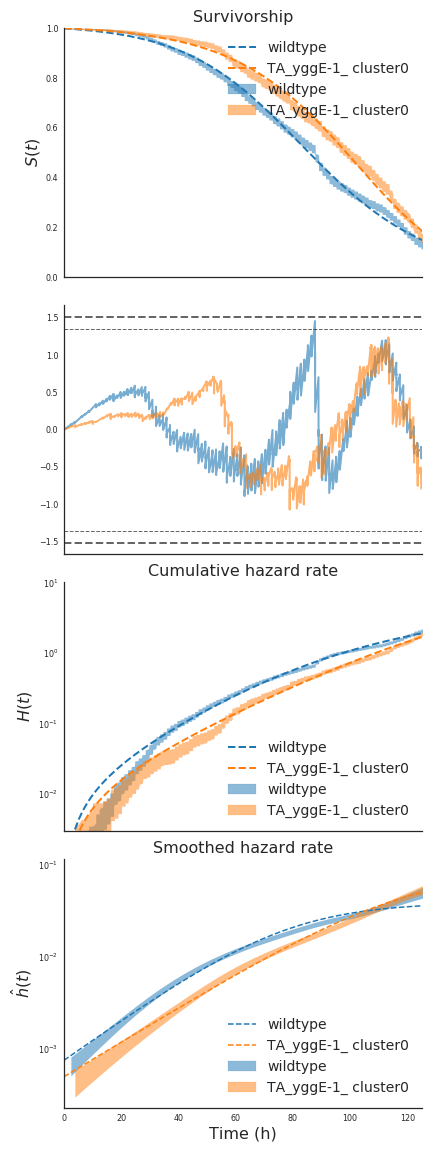 Survivorship
1.0
0.8
0.6
0.4
0.2
0.0
S(t)
wildtype
TA_yggE-1_ cluster0
wildtype
TA_yggE-1_ cluster0
1.5
1.0
0.5
0.0
−0.5
−1.0
−1.5
Cumulative hazard rate
10¹
10⁰
10⁻¹
10⁻²
H(t)
wildtype
TA_yggE-1_ cluster0
wildtype
TA_yggE-1_ cluster0
Smoothed hazard rate
10⁻¹
10⁻²
10⁻³
ĥ(t)
wildtype
TA_yggE-1_ cluster0
wildtype
TA_yggE-1_ cluster0
0 20 40 60 80 100 120
Time (h)